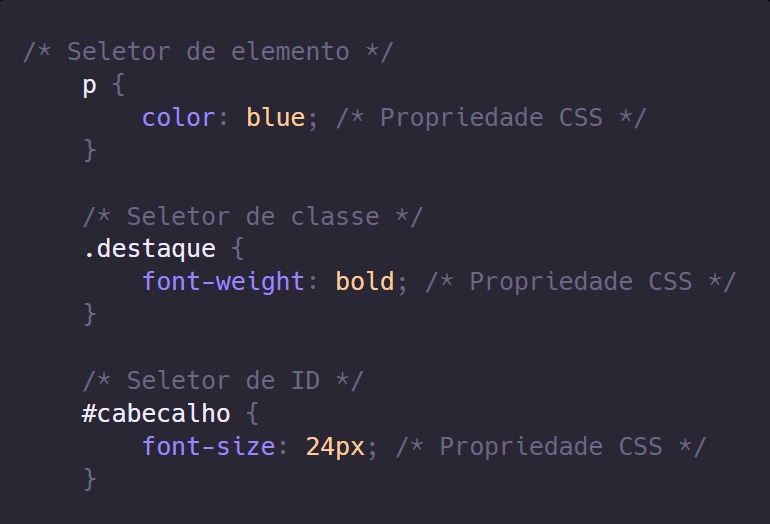 /* Seletor de elemento */
p {
color: blue; /* Propriedade CSS */
}
/* Seletor de classe */
.destaque {
font-weight: bold; /* Propriedade CSS */
}
/* Seletor de ID */
#cabecalho {
font-size: 24px; /* Propriedade CSS */
}